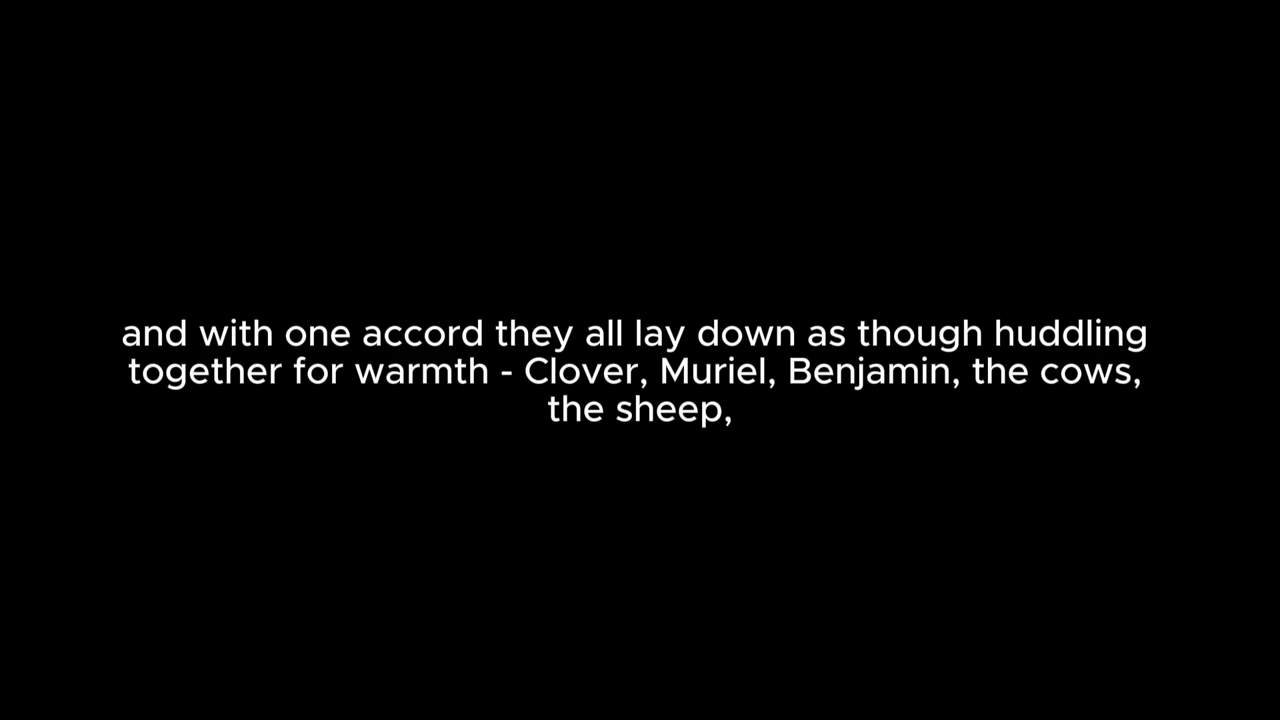 and with one accord they all lay down as though huddling
together for warmth - Clover, Muriel, Benjamin, the cows,
the sheep,